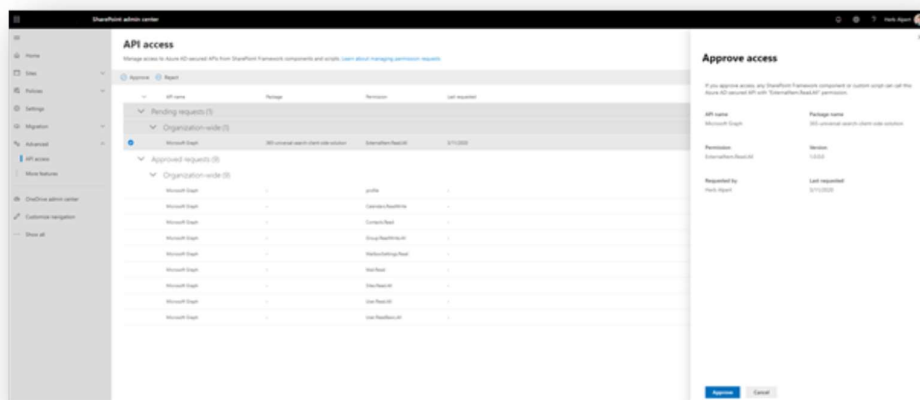 SharePoint admin center
? Herb Alpert
Home
Sites
Policies
Settings
Migration
Advanced
API access
More features
OneDrive admin center
Customize navigation
Show all
API access
Manage access to Azure AD-secured APIs from SharePoint Framework components and scripts. Learn about managing permission requests
Approve Reject
API name Package Permission Last requested
Pending requests (1)
Organization-wide (1)
Microsoft Graph 365-universal-search-client-side-solution ExternalItem.Read.All 3/11/2020
Approved requests (9)
Organization-wide (9)
Microsoft Graph - profile -
Microsoft Graph - Calendars.ReadWrite -
Microsoft Graph - Contacts.Read -
Microsoft Graph - Group.ReadWrite.All -
Microsoft Graph - MailboxSettings.Read -
Microsoft Graph - Mail.Read -
Microsoft Graph - Sites.Read.All -
Microsoft Graph - User.Read.All -
Microsoft Graph - User.ReadBasic.All -
Approve access
If you approve access, any SharePoint Framework component or custom script can call this
Azure AD-secured API with "ExternalItem.Read.All" permission.
API name Package name
Microsoft Graph 365-universal-search-client-side-solution
Permission Version
ExternalItem.Read.All 1.0.0.0
Requested by Last requested
Herb Alpert 3/11/2020
Approve Cancel